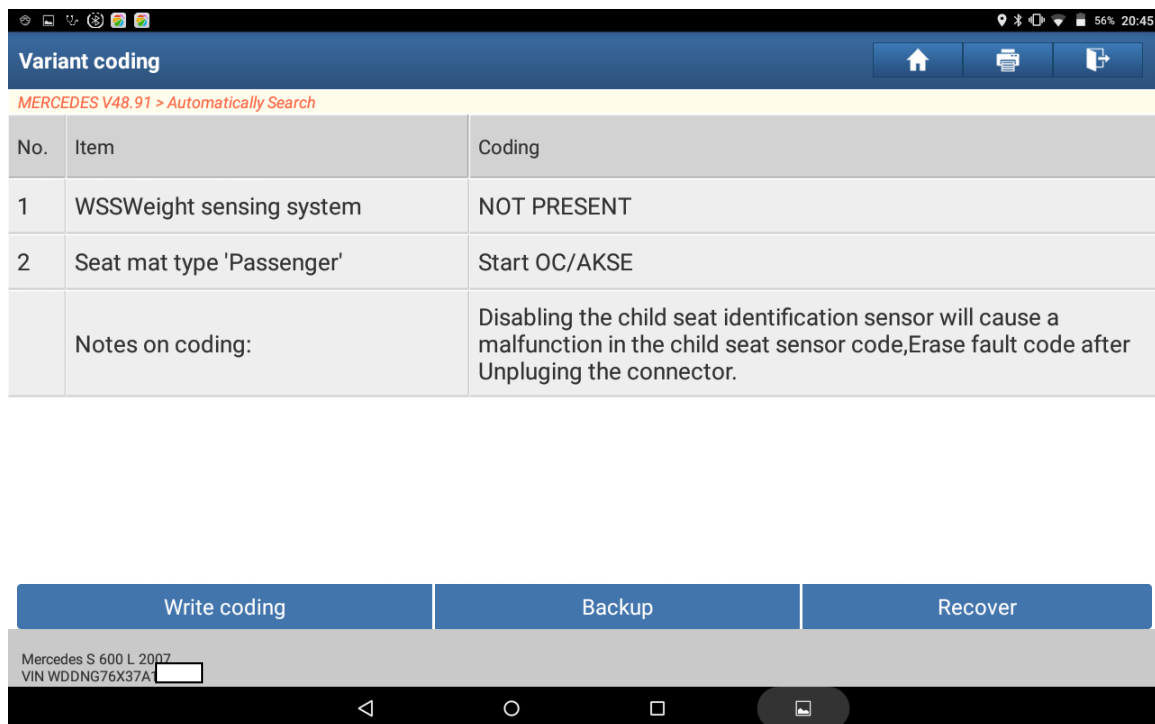 56% 20:45
Variant coding
MERCEDES V48.91 > Automatically Search
No. Item Coding
1 WSSWeight sensing system NOT PRESENT
2 Seat mat type 'Passenger' Start OC/AKSE
Notes on coding: Disabling the child seat identification sensor will cause a
malfunction in the child seat sensor code,Erase fault code after
Unpluging the connector.
Write coding Backup Recover
Mercedes S 600 L 2007
VIN WDDNG76X37A1